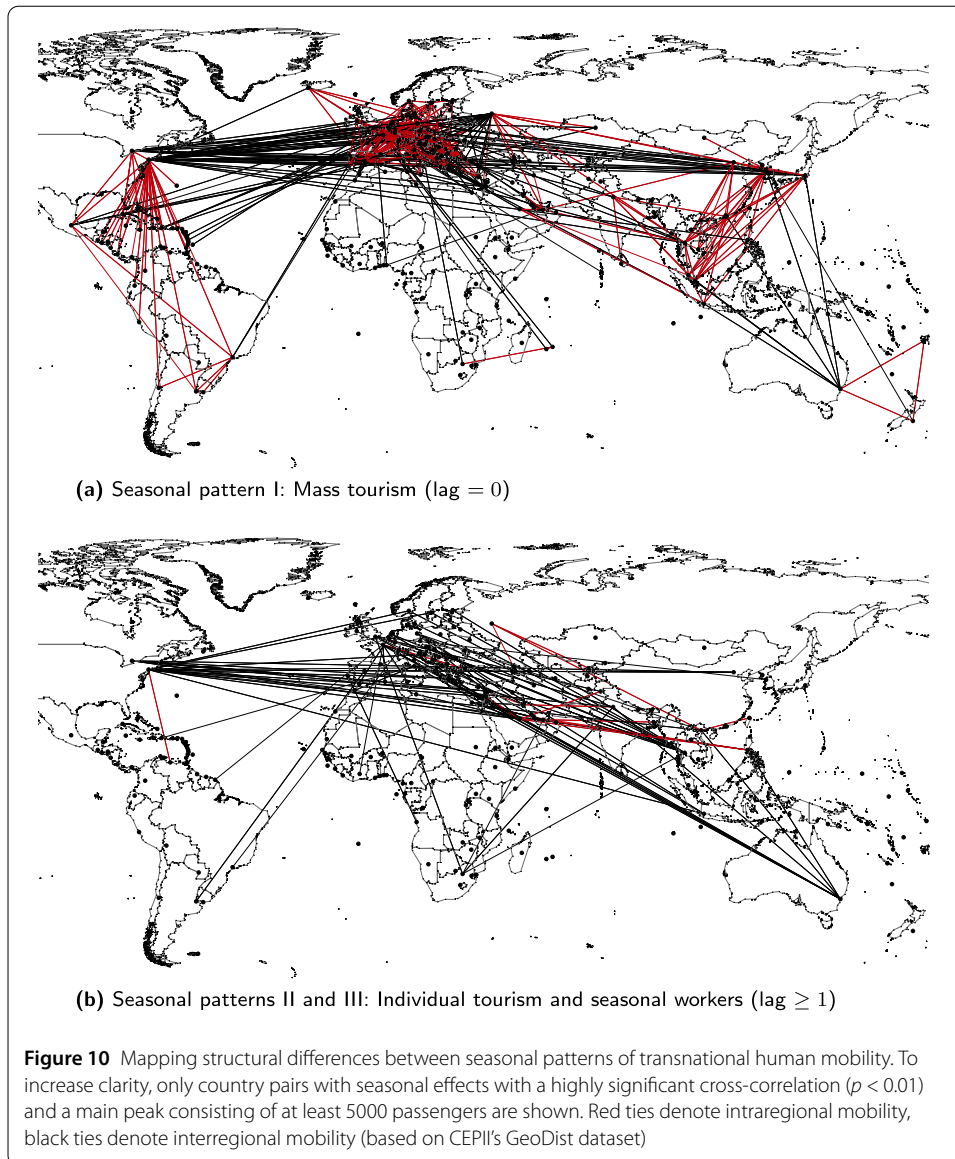 (a) Seasonal pattern I: Mass tourism (lag = 0)
(b) Seasonal patterns II and III: Individual tourism and seasonal workers (lag ≥ 1)
Figure 10 Mapping structural differences between seasonal patterns of transnational human mobility. To
increase clarity, only country pairs with seasonal effects with a highly significant cross-correlation (p < 0.01)
and a main peak consisting of at least 5000 passengers are shown. Red ties denote intraregional mobility,
black ties denote interregional mobility (based on CEPII's GeoDist dataset)